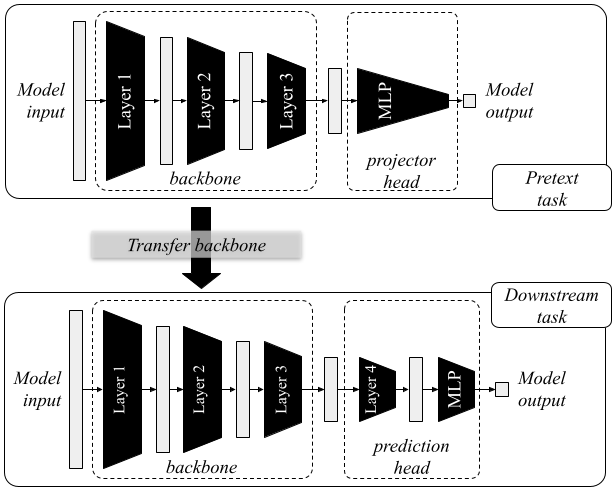 Model
input
Layer 1
Layer 2
Layer 3
MLP
Model
output
backbone
projector
head
Pretext
task
Transfer backbone
Downstream
task
Model
input
Layer 1
Layer 2
Layer 3
Layer 4
MLP
Model
output
backbone
prediction
head